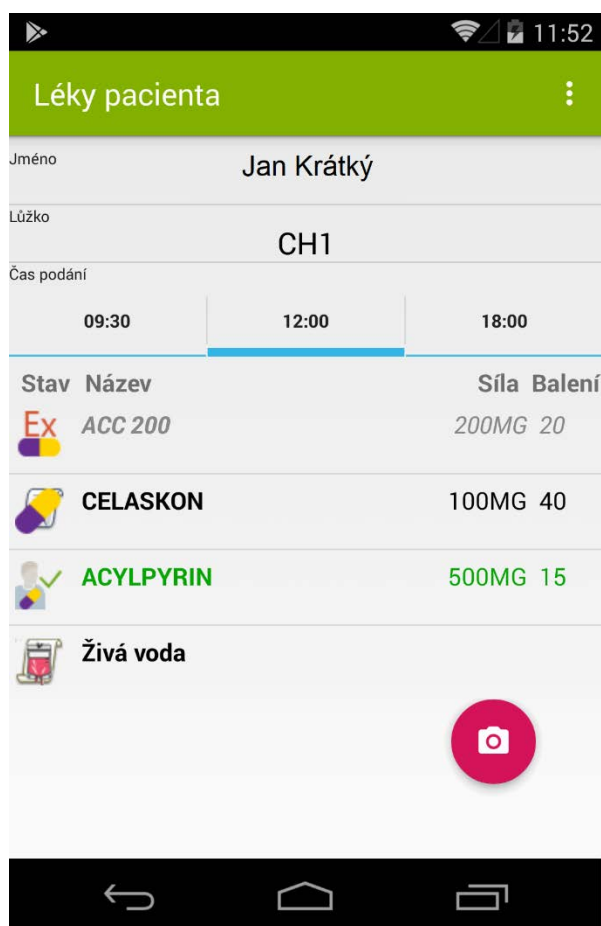 11:52
Léky pacienta
Jméno
Jan Krátký
Lůžko
CH1
Čas podání
09:30 12:00 18:00
Stav Název Síla Balení
Ex ACC 200 200MG 20
CELASKON 100MG 40
ACYLPYRIN 500MG 15
Živá voda